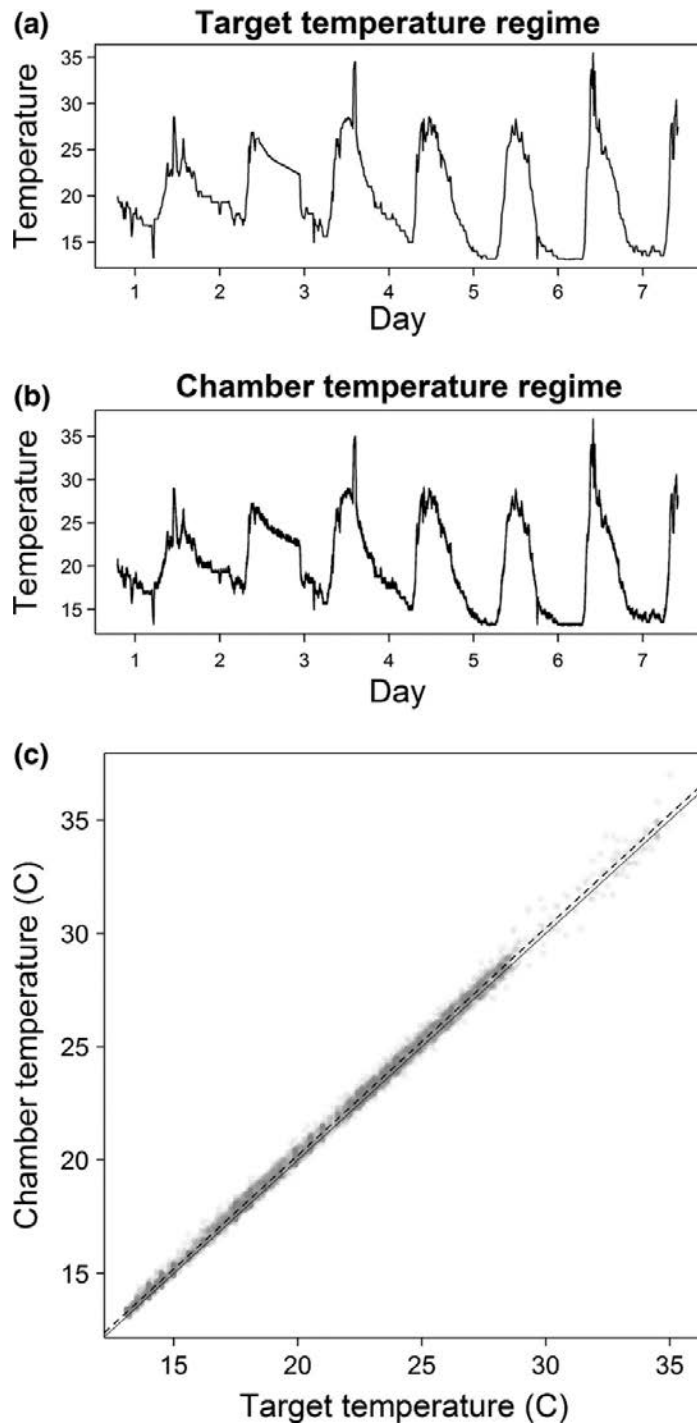 (a)
Target temperature regime
Temperature
35
30
25
20
15
1 2 3 4 5 6 7
Day
(b)
Chamber temperature regime
Temperature
35
30
25
20
15
1 2 3 4 5 6 7
Day
(c)
Chamber temperature (C)
35
30
25
20
15
15 20 25 30 35
Target temperature (C)